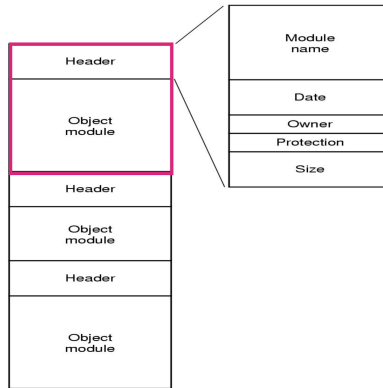 Header
Object
module
Header
Object
module
Header
Object
module
Module
name
Date
Owner
Protection
Size